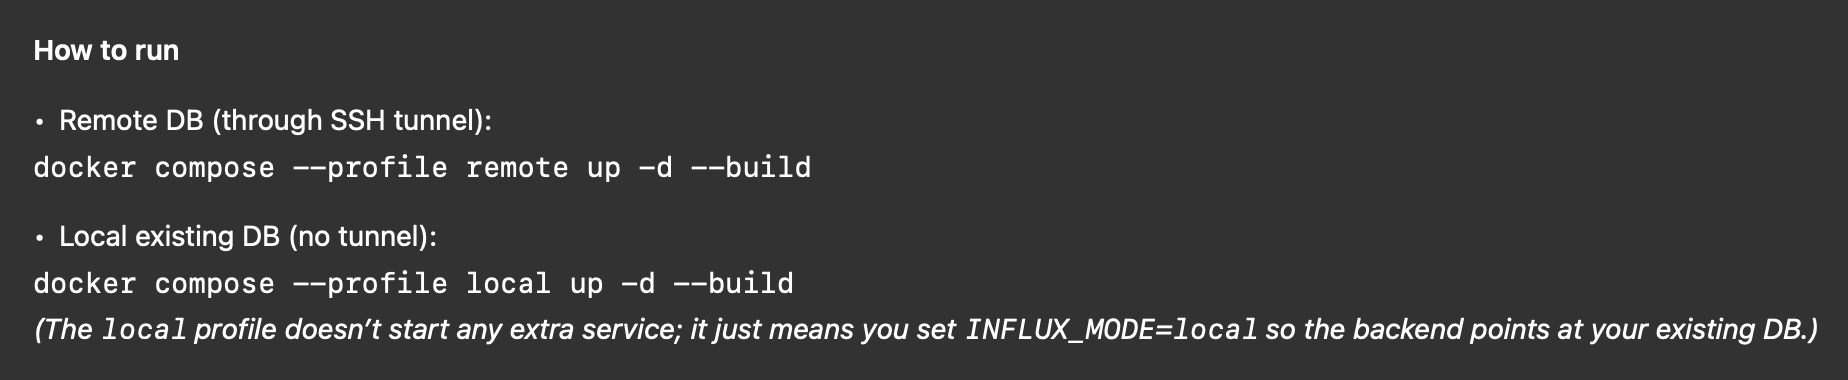 How to run
• Remote DB (through SSH tunnel):
docker compose --profile remote up -d --build
• Local existing DB (no tunnel):
docker compose --profile local up -d --build
(The local profile doesn’t start any extra service; it just means you set INFLUX_MODE=local so the backend points at your existing DB.)